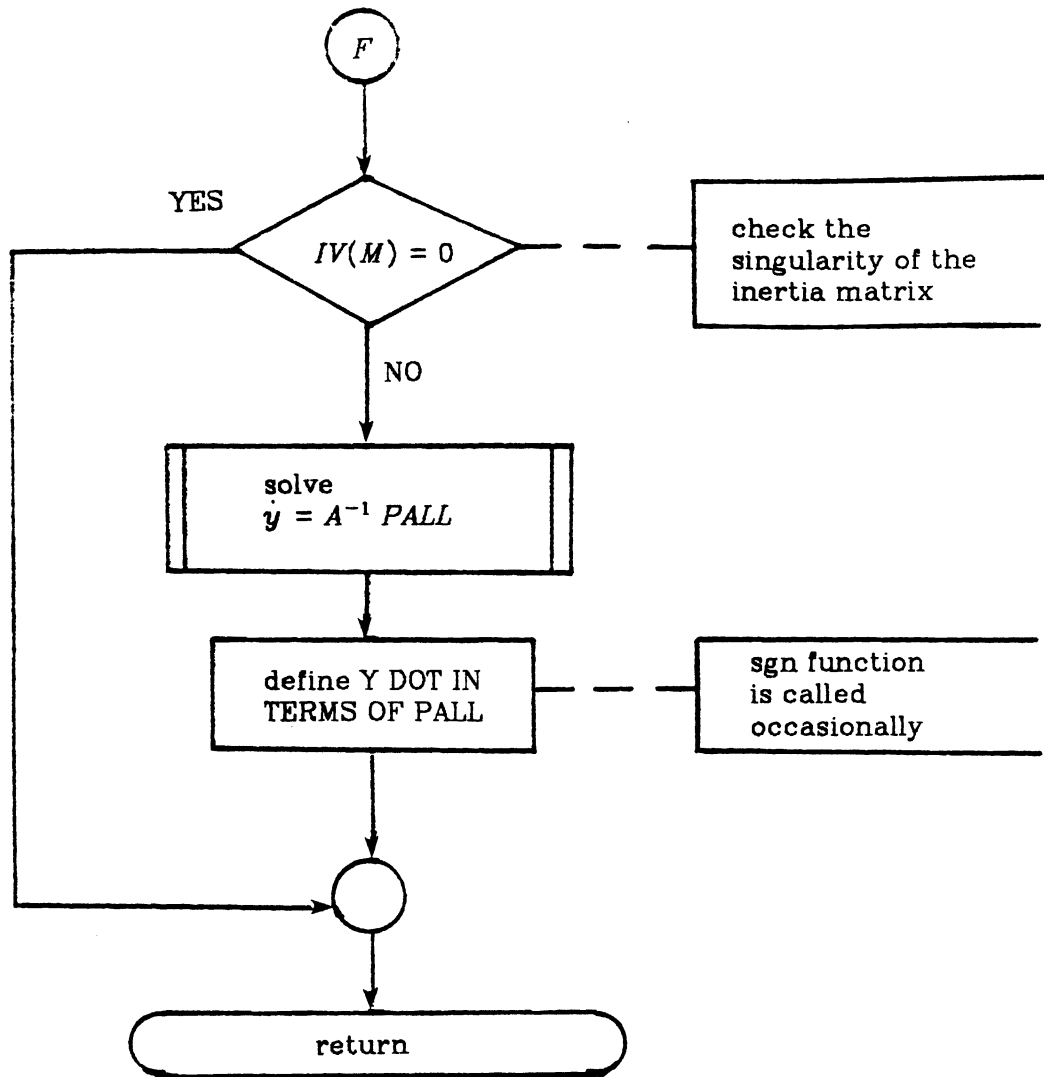 F
YES
IV(M) = 0
check the
singularity of the
inertia matrix
NO
solve
ẏ = A⁻¹ PALL
define Y DOT IN
TERMS OF PALL
sgn function
is called
occasionally
return